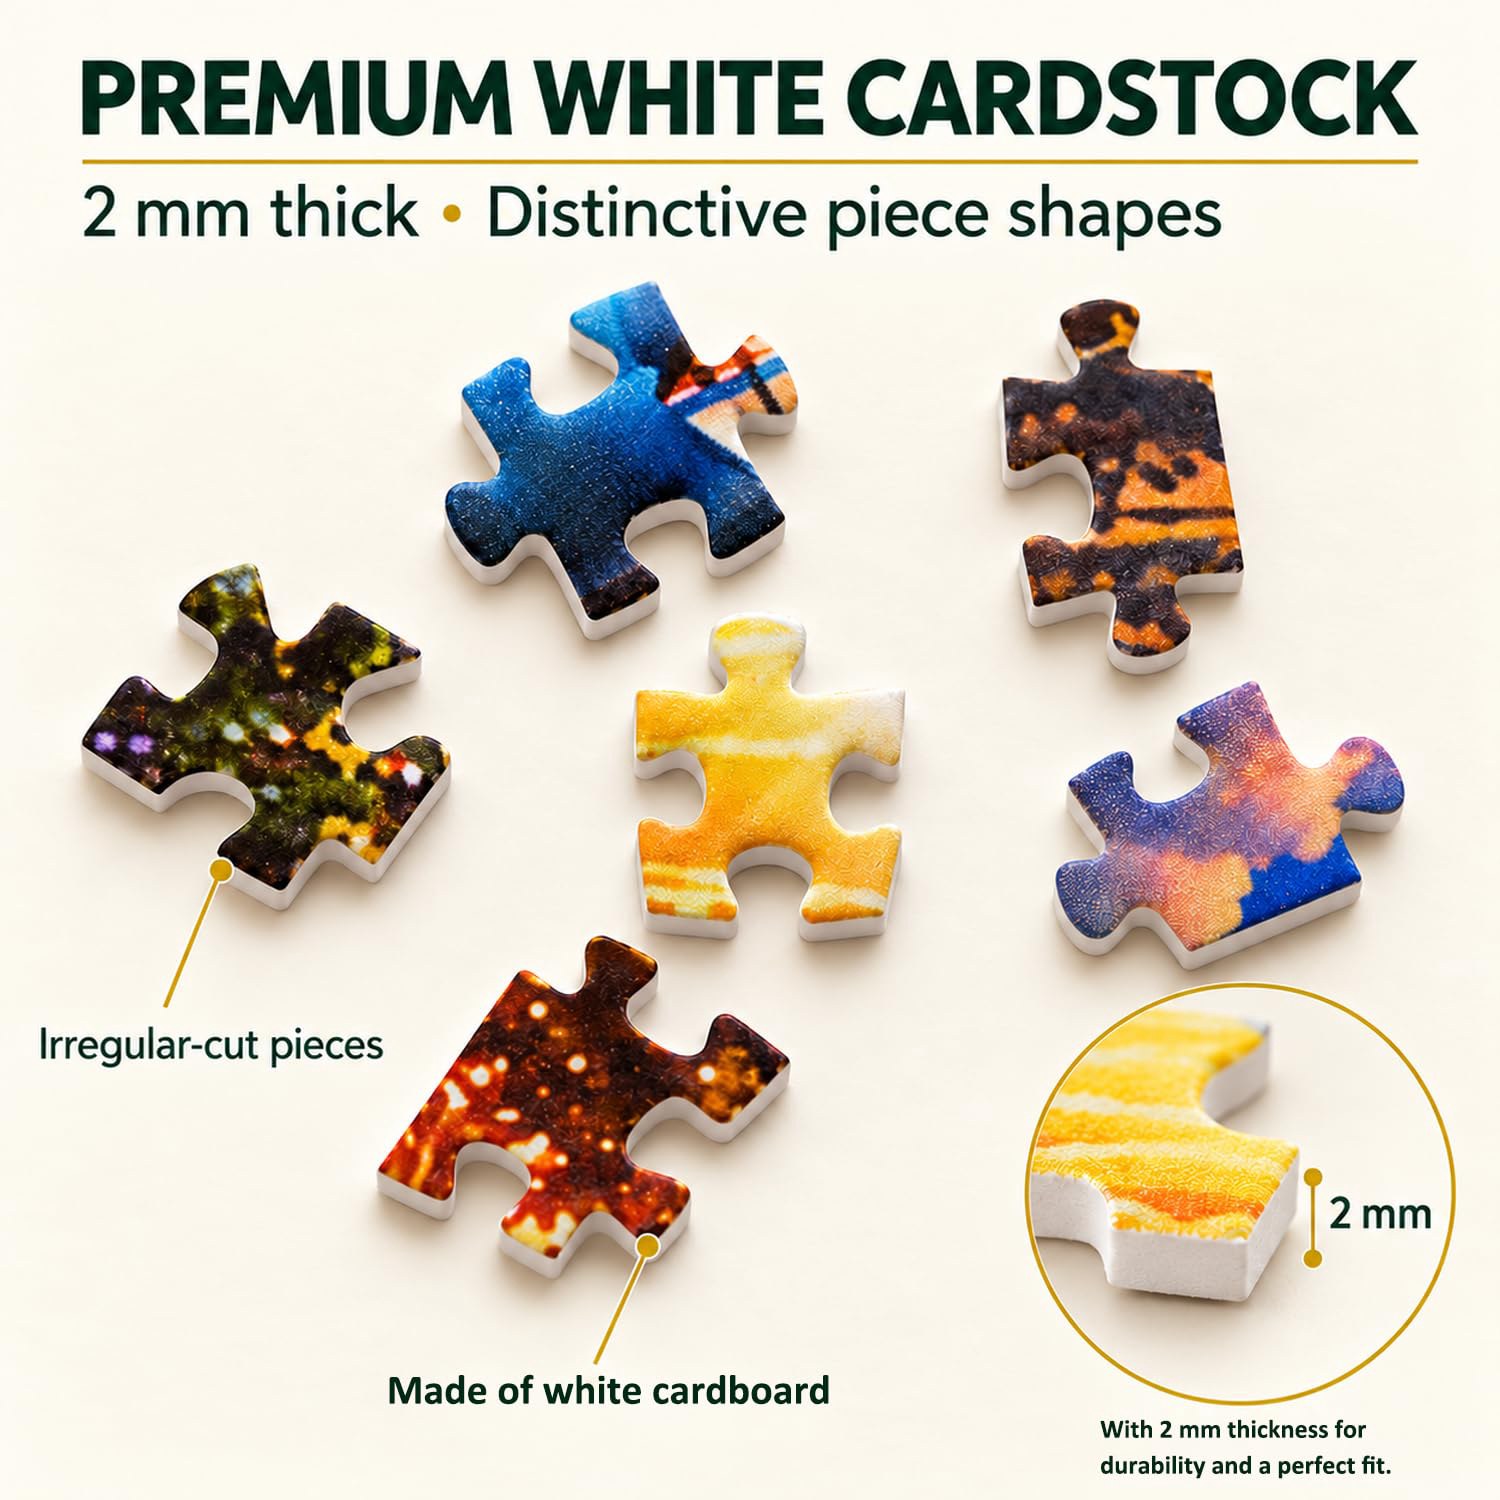 PREMIUM WHITE CARDSTOCK
2 mm thick • Distinctive piece shapes
Irregular-cut pieces
2 mm
Made of white cardboard
With 2 mm thickness for
durability and a perfect fit.